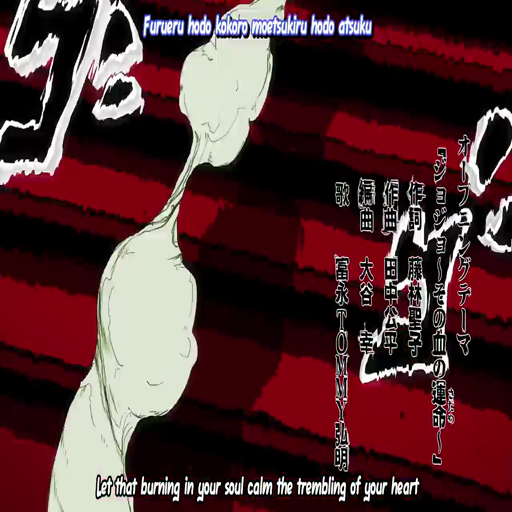 Furueru hodo kokoro moetsukiru hodo atsuku
オープニングテーマ
『ジョジョ～その血の運命～』
さだめ
作詞　藤林聖子
作曲　田中公平
編曲　大谷　幸
歌　富永TOMMY弘明
Let that burning in your soul calm the trembling of your heart